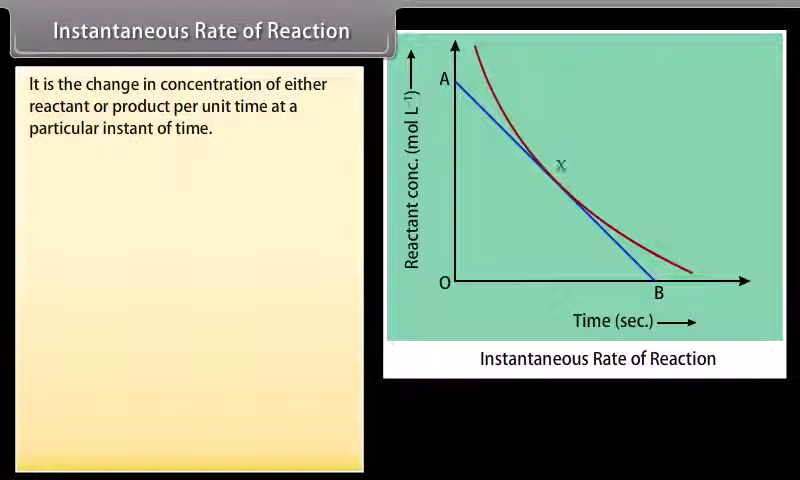 Instantaneous Rate of Reaction
It is the change in concentration of either
reactant or product per unit time at a
particular instant of time.
A
Reactant conc. (mol L⁻¹)
X
O
B
Time (sec.)
Instantaneous Rate of Reaction